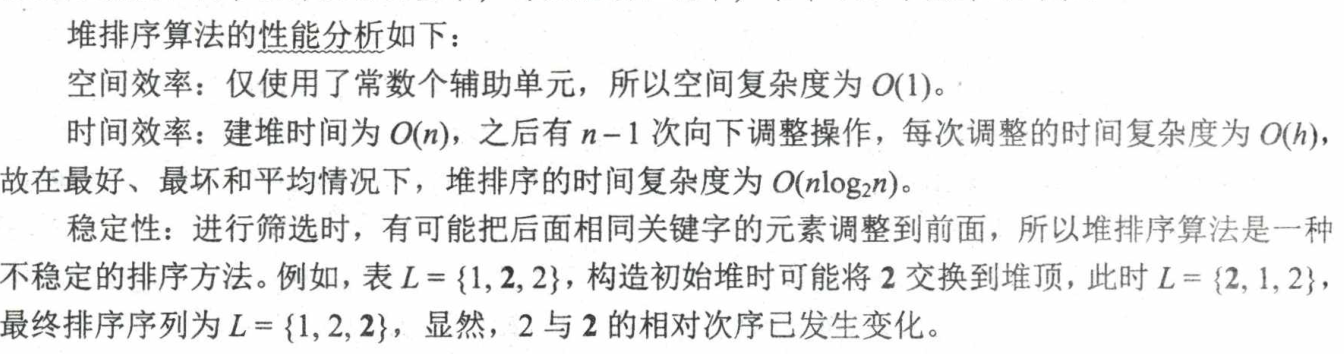 堆排序算法的性能分析如下：
空间效率：仅使用了常数个辅助单元，所以空间复杂度为 O(1)。
时间效率：建堆时间为 O(n)，之后有 n−1 次向下调整操作，每次调整的时间复杂度为 O(h)，
故在最好、最坏和平均情况下，堆排序的时间复杂度为 O(nlog₂n)。
稳定性：进行筛选时，有可能把后面相同关键字的元素调整到前面，所以堆排序算法是一种
不稳定的排序方法。例如，表 L = {1, 2, 2}，构造初始堆时可能将 2 交换到堆顶，此时 L = {2, 1, 2}，
最终排序序列为 L = {1, 2, 2}，显然，2 与 2 的相对次序已发生变化。